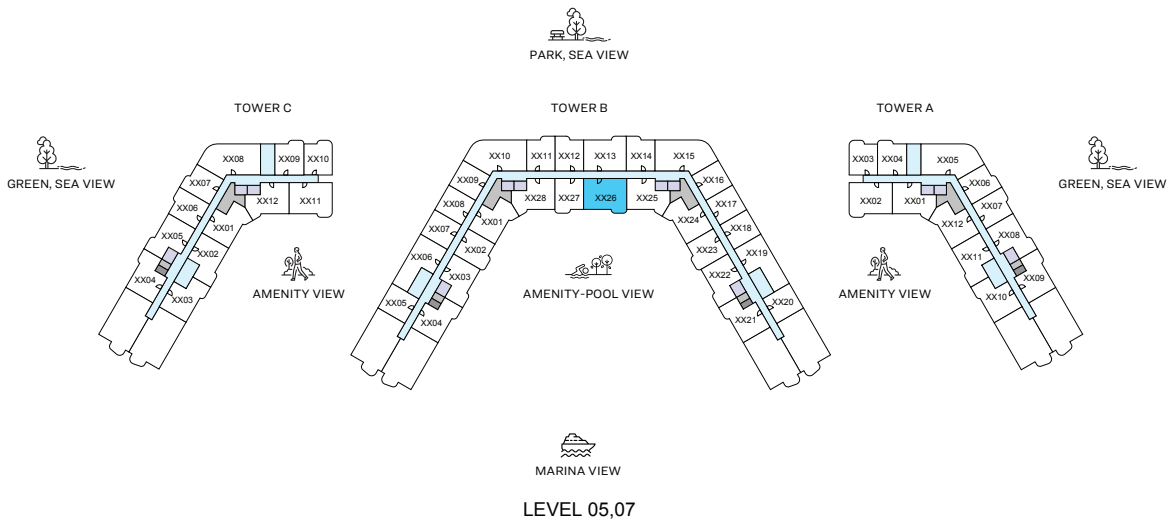 PARK, SEA VIEW
TOWER C
TOWER B
TOWER A
GREEN, SEA VIEW
GREEN, SEA VIEW
XX08
XX09
XX10
XX07
XX06
XX05
XX04
XX12
XX11
XX01
XX02
XX03
XX10
XX11
XX12
XX13
XX14
XX15
XX09
XX08
XX07
XX06
XX05
XX28
XX27
XX26
XX25
XX01
XX02
XX03
XX04
XX16
XX17
XX18
XX19
XX20
XX24
XX23
XX22
XX21
XX03
XX04
XX05
XX02
XX01
XX06
XX07
XX08
XX09
XX12
XX11
XX10
AMENITY VIEW
AMENITY-POOL VIEW
AMENITY VIEW
MARINA VIEW
LEVEL 05,07